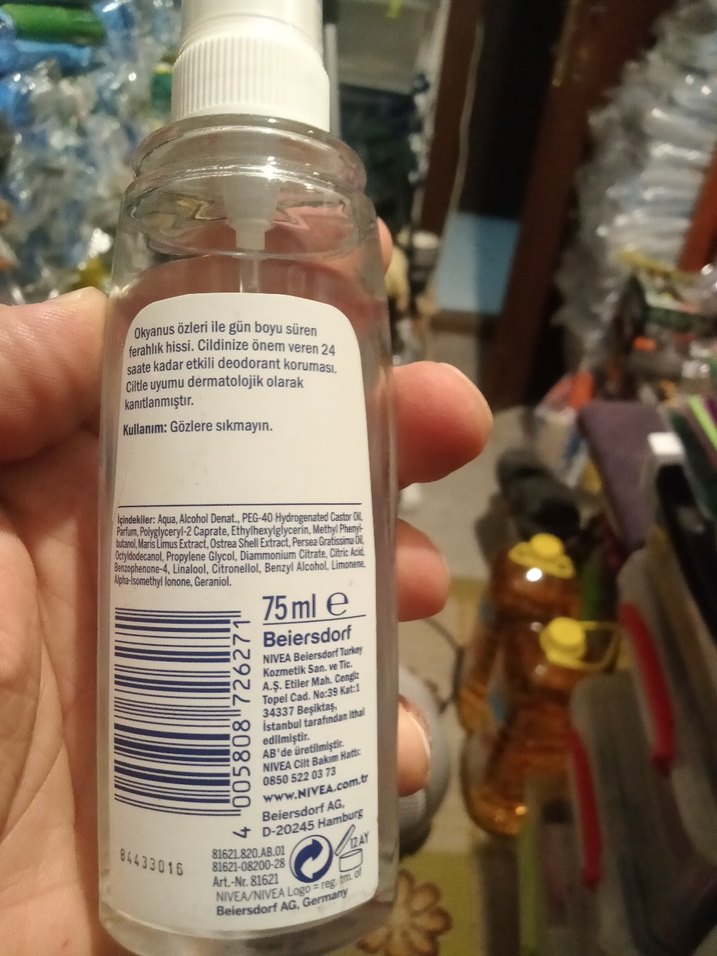 Okyanus özleri ile gün boyu süren
ferahlık hissi. Cildinize önem veren 24
saate kadar etkili deodorant koruması.
Ciltle uyumu dermatolojik olarak
kanıtlanmıştır.
Kullanım: Gözlere sıkmayın.
İçindekiler: Aqua, Alcohol Denat., PEG-40 Hydrogenated Castor Oil,
Parfum, Polyglyceryl-2 Caprate, Ethylhexylglycerin, Methyl Phenyl-
butanol, Maris Limus Extract, Ostrea Shell Extract, Persea Gratissima Oil,
Octyldodecanol, Propylene Glycol, Diammonium Citrate, Citric Acid,
Benzophenone-4, Linalool, Citronellol, Benzyl Alcohol, Limonene,
Alpha-Isomethyl Ionone, Geraniol.
75 ml e
Beiersdorf
NIVEA Beiersdorf Turkey
Kozmetik San. ve Tic.
A.Ş. Etiler Mah. Cengiz
Topel Cad. No:39 Kat:1
34337 Beşiktaş,
İstanbul tarafından ithal
edilmiştir.
AB'de üretilmiştir.
NIVEA Cilt Bakım Hattı:
0850 522 03 73
www.NIVEA.com.tr
Beiersdorf AG,
D-20245 Hamburg
4 005808 726271
12 AY
84433016
81621.820.AB.01
81621-08200-28
Art.-Nr. 81621
NIVEA/NIVEA Logo = reg. tm. of
Beiersdorf AG, Germany